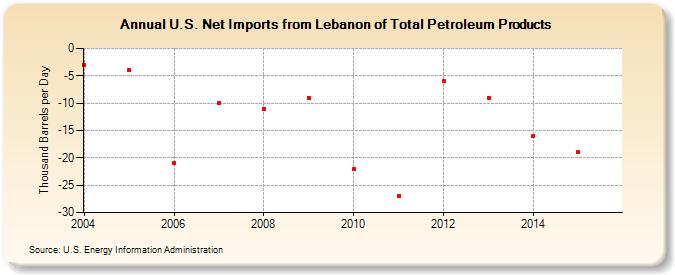 Annual U.S. Net Imports from Lebanon of Total Petroleum Products
Thousand Barrels per Day
0
-5
-10
-15
-20
-25
-30
2004 2006 2008 2010 2012 2014
Source: U.S. Energy Information Administration